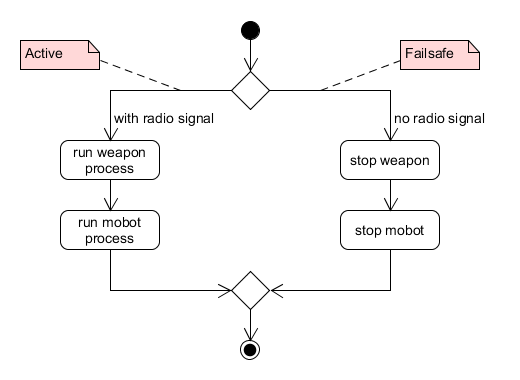 Active
Failsafe
with radio signal
no radio signal
run weapon
process
stop weapon
run mobot
process
stop mobot